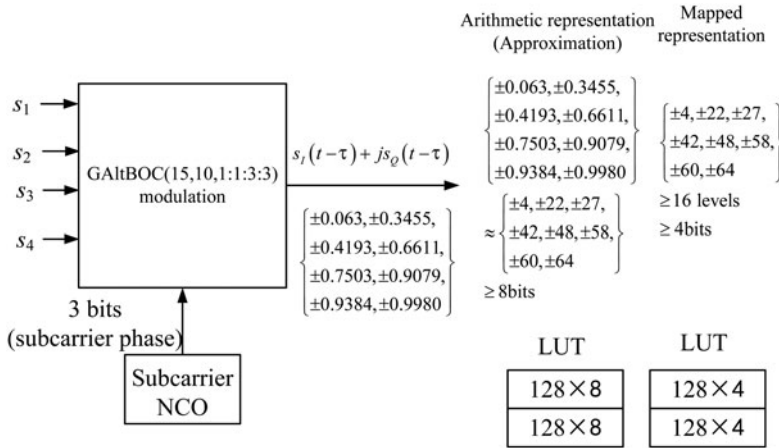 Arithmetic representation
(Approximation)
Mapped
representation
s1
s2
s3
s4
GAltBOC(15,10,1:1:3:3)
modulation
sI(t−τ)+jsQ(t−τ)
{±0.063,±0.3455,
±0.4193,±0.6611,
±0.7503,±0.9079,
±0.9384,±0.9980}
{±0.063,±0.3455,
±0.4193,±0.6611,
±0.7503,±0.9079,
±0.9384,±0.9980}
≈{±4,±22,±27,
±42,±48,±58,
±60,±64}
≥8bits
{±4,±22,±27,
±42,±48,±58,
±60,±64}
≥16 levels
≥4bits
3 bits
(subcarrier phase)
Subcarrier
NCO
LUT
128×8
128×8
LUT
128×4
128×4